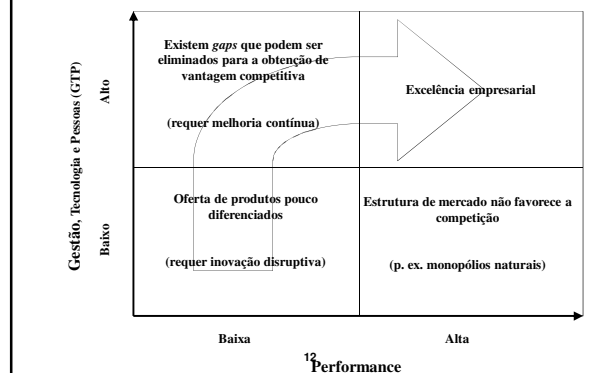 Gestão, Tecnologia e Pessoas (GTP)
Alto
Existem gaps que podem ser
eliminados para a obtenção de
vantagem competitiva
(requer melhoria contínua)
Excelência empresarial
Baixo
Oferta de produtos pouco
diferenciados
(requer inovação disruptiva)
Estrutura de mercado não favorece a
competição
(p. ex. monopólios naturais)
Baixa
Alta
12
Performance